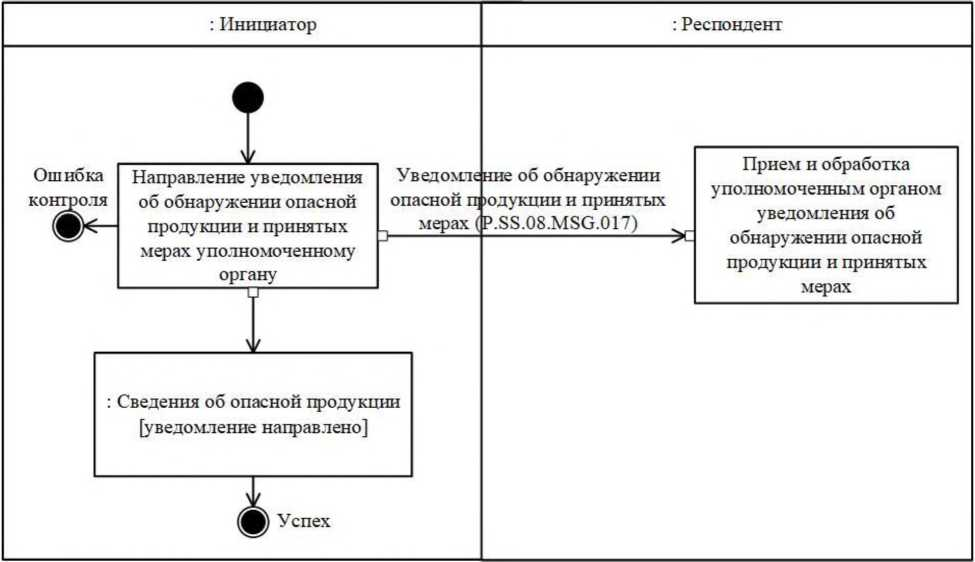 : Инициатор
: Респондент
Ошибка
контроля
Направление уведомления
об обнаружении опасной
продукции и принятых
мерах уполномоченному
органу
Уведомление об обнаружении
опасной продукции и принятых
мерах (P.SS.08.MSG.017)
Прием и обработка
уполномоченным органом
уведомления об
обнаружении опасной
продукции и принятых
мерах
: Сведения об опасной продукции
[уведомление направлено]
Успех